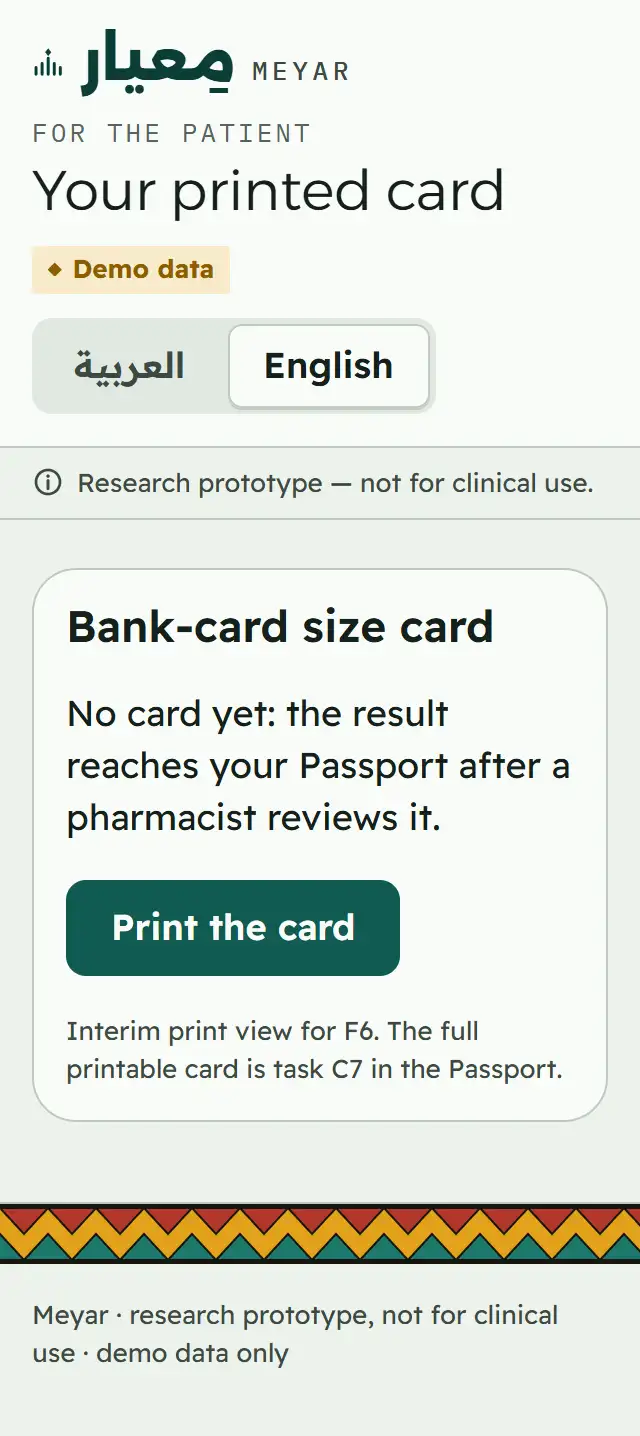 مِعيار MEYAR
FOR THE PATIENT
Your printed card
Demo data
العربية English
Research prototype — not for clinical use.
Bank-card size card
No card yet: the result
reaches your Passport after a
pharmacist reviews it.
Print the card
Interim print view for F6. The full
printable card is task C7 in the Passport.
Meyar · research prototype, not for clinical
use · demo data only